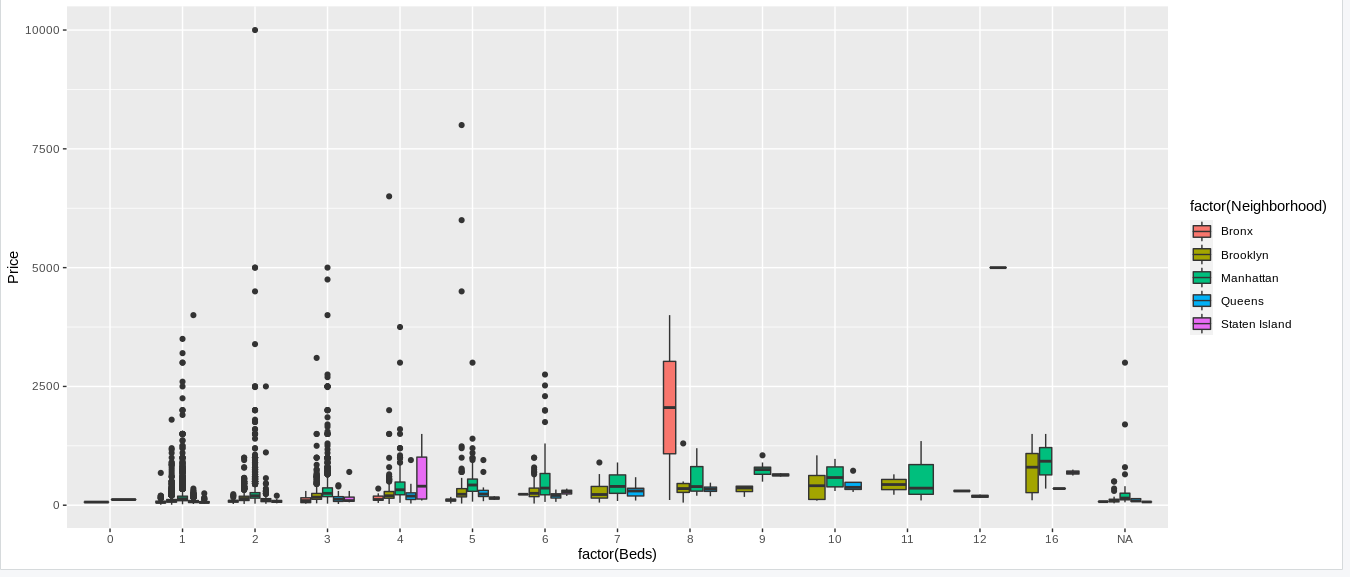 10000
7500
5000
2500
0
Price
0 1 2 3 4 5 6 7 8 9 10 11 12 16 NA
factor(Beds)
factor(Neighborhood)
Bronx
Brooklyn
Manhattan
Queens
Staten Island